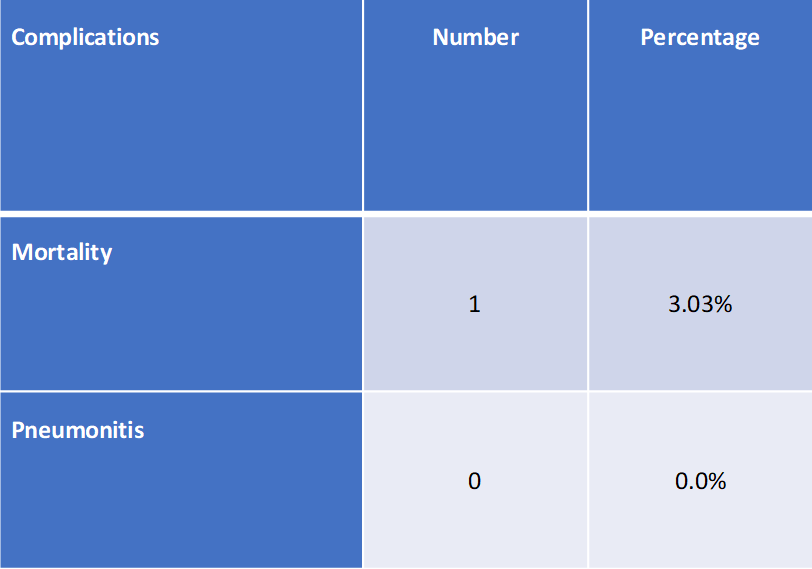 Complications Number Percentage
Mortality 1 3.03%
Pneumonitis 0 0.0%